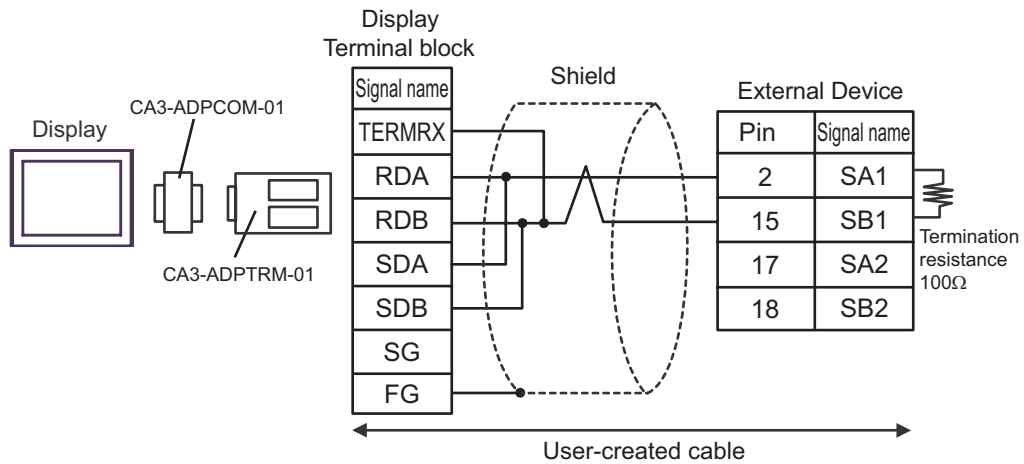 Display
Terminal block
Signal name
TERMRX
RDA
RDB
SDA
SDB
SG
FG
Shield
External Device
Pin Signal name
2 SA1
15 SB1
17 SA2
18 SB2
Termination
resistance
100Ω
CA3-ADPCOM-01
Display
CA3-ADPTRM-01
User-created cable